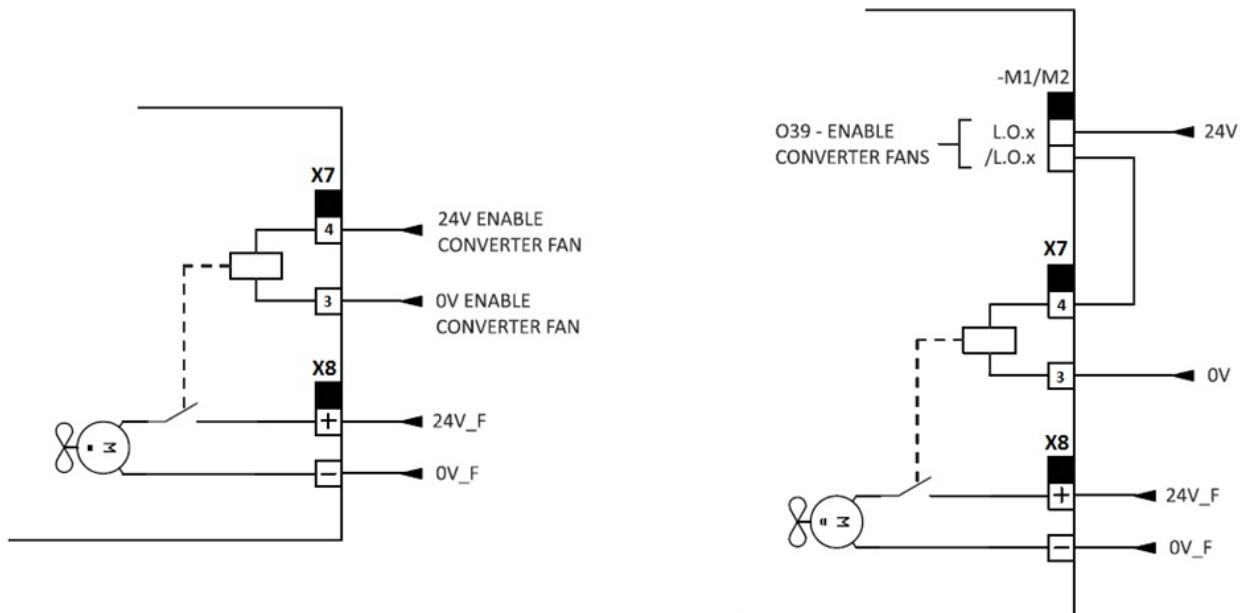 X7
4
24V ENABLE
CONVERTER FAN
3
0V ENABLE
CONVERTER FAN
X8
+
24V_F
M
−
0V_F
-M1/M2
O39 - ENABLE
CONVERTER FANS
L.O.x
24V
/L.O.x
X7
4
3
0V
X8
+
24V_F
M
−
0V_F